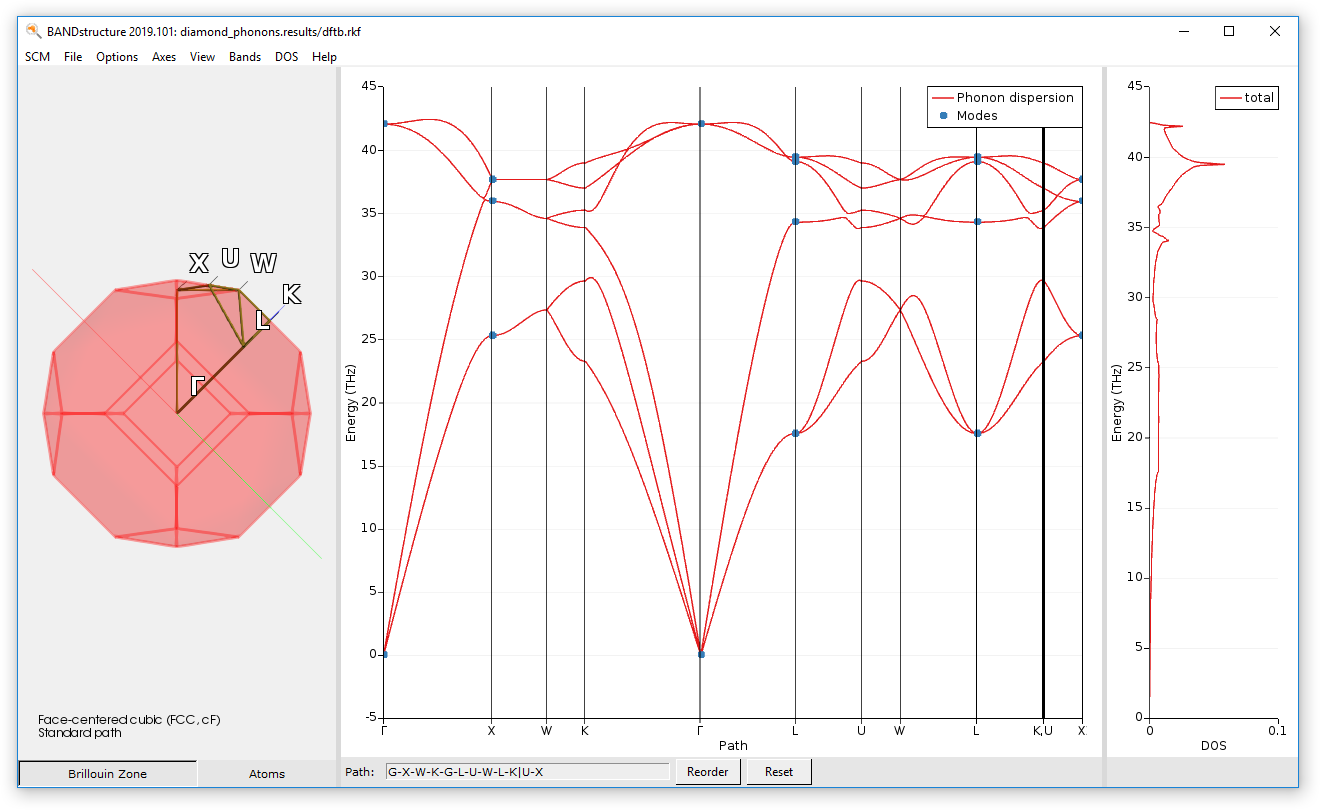 BANDstructure 2019.101: diamond_phonons.results/dftb.rkf
SCM File Options Axes View Bands DOS Help
X U W
K
L
Γ
Face-centered cubic (FCC, cF)
Standard path
Brillouin Zone Atoms
45
40
35
30
25
20
15
10
5
0
-5
Energy (THz)
Phonon dispersion
Modes
Γ X W K Γ L U W L K,U X
Path
Path: G-X-W-K-G-L-U-W-L-K|U-X Reorder Reset
45
40
35
30
25
20
15
10
5
0
Energy (THz)
total
0 0.1
DOS